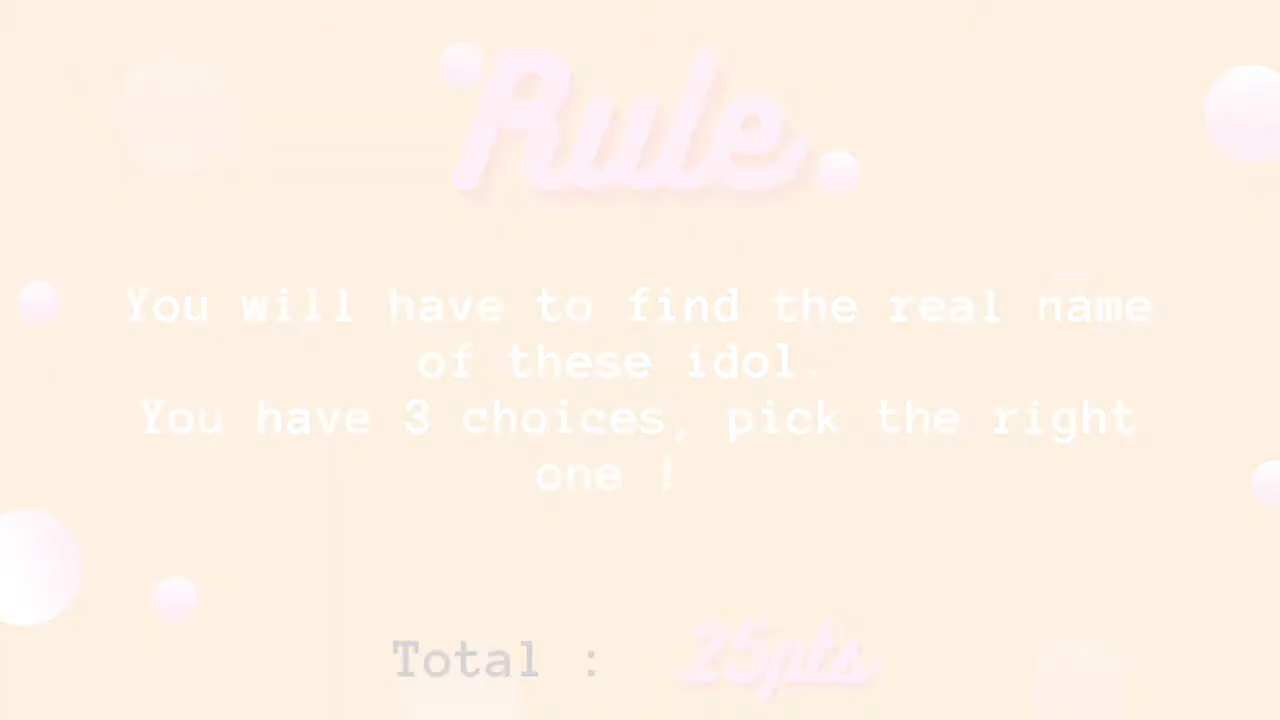 Rule
You will have to find the real name
of these idol.
You have 3 choices, pick the right
one !
Total : 25pts